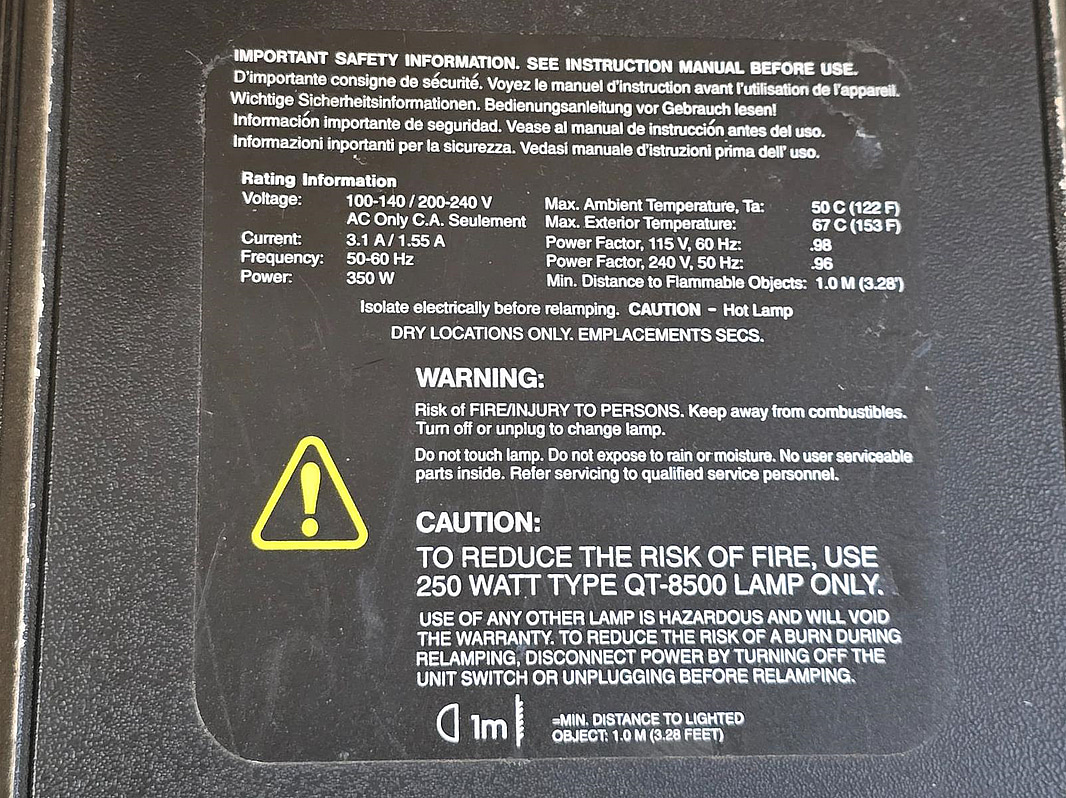 IMPORTANT SAFETY INFORMATION. SEE INSTRUCTION MANUAL BEFORE USE.
D'importante consigne de sécurité. Voyez le manuel d'instruction avant l'utilisation de l'appareil.
Wichtige Sicherheitsinformationen. Bedienungsanleitung vor Gebrauch lesen!
Información importante de seguridad. Vease al manual de instrucción antes del uso.
Informazioni inportanti per la sicurezza. Vedasi manuale d'istruzioni prima dell' uso.
Rating Information
Voltage: 100-140 / 200-240 V
AC Only C.A. Seulement
Current: 3.1 A / 1.55 A
Frequency: 50-60 Hz
Power: 350 W
Max. Ambient Temperature, Ta: 50 C (122 F)
Max. Exterior Temperature: 67 C (153 F)
Power Factor, 115 V, 60 Hz: .98
Power Factor, 240 V, 50 Hz: .96
Min. Distance to Flammable Objects: 1.0 M (3.28')
Isolate electrically before relamping. CAUTION - Hot Lamp
DRY LOCATIONS ONLY. EMPLACEMENTS SECS.
WARNING:
Risk of FIRE/INJURY TO PERSONS. Keep away from combustibles.
Turn off or unplug to change lamp.
Do not touch lamp. Do not expose to rain or moisture. No user serviceable
parts inside. Refer servicing to qualified service personnel.
CAUTION:
TO REDUCE THE RISK OF FIRE, USE
250 WATT TYPE QT-8500 LAMP ONLY.
USE OF ANY OTHER LAMP IS HAZARDOUS AND WILL VOID
THE WARRANTY. TO REDUCE THE RISK OF A BURN DURING
RELAMPING, DISCONNECT POWER BY TURNING OFF THE
UNIT SWITCH OR UNPLUGGING BEFORE RELAMPING.
1m
=MIN. DISTANCE TO LIGHTED
OBJECT: 1.0 M (3.28 FEET)